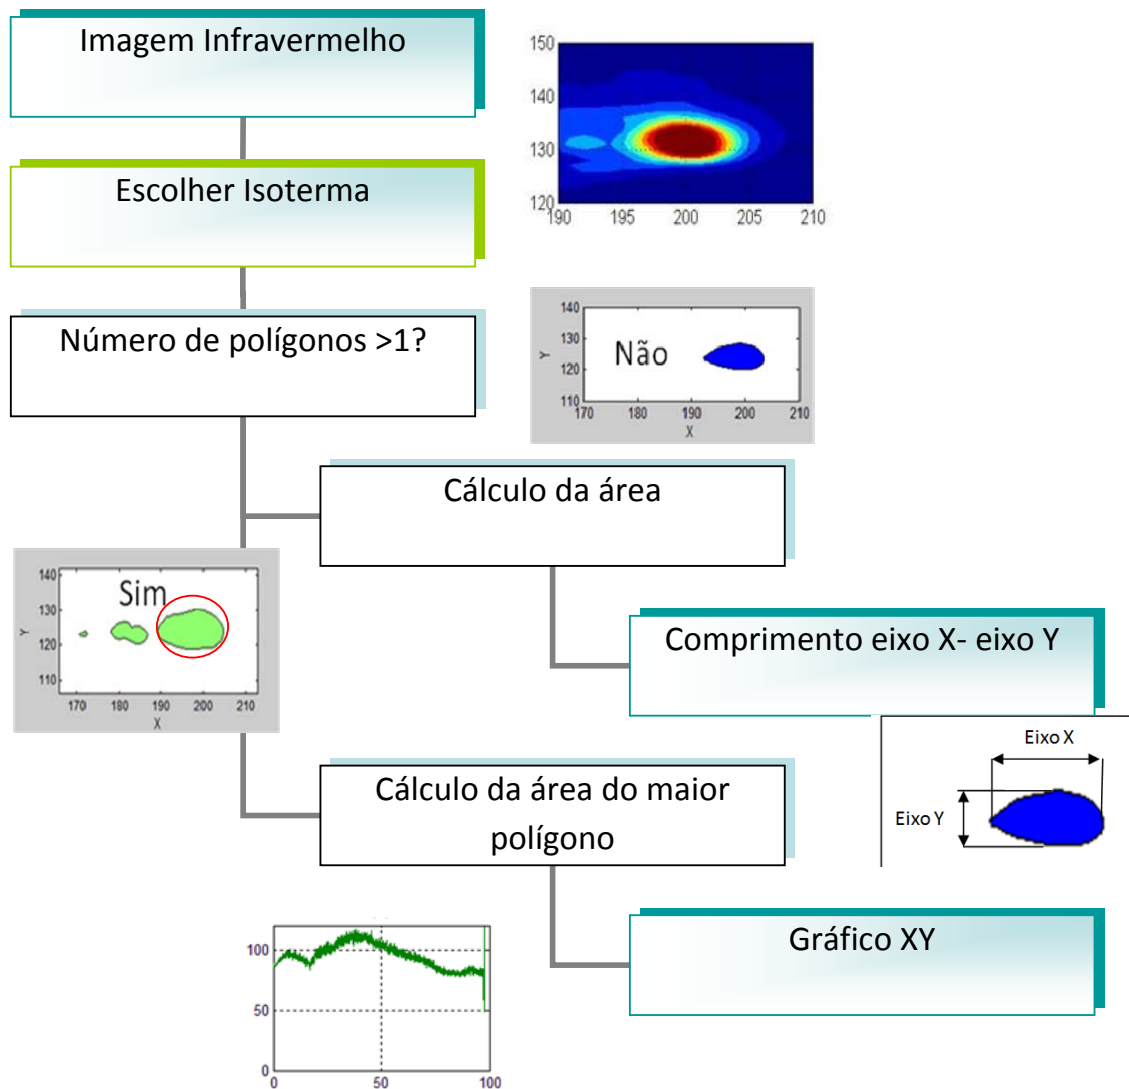 Imagem Infravermelho
150
140
130
120
190 195 200 205 210
Escolher Isoterma
Número de polígonos >1?
140
130
120
110
Y
Não
170 180 190 200 210
X
Cálculo da área
140
130
120
110
Y
Sim
170 180 190 200 210
X
Comprimento eixo X- eixo Y
Eixo X
Eixo Y
Cálculo da área do maior
polígono
Gráfico XY
100
50
0
0 50 100